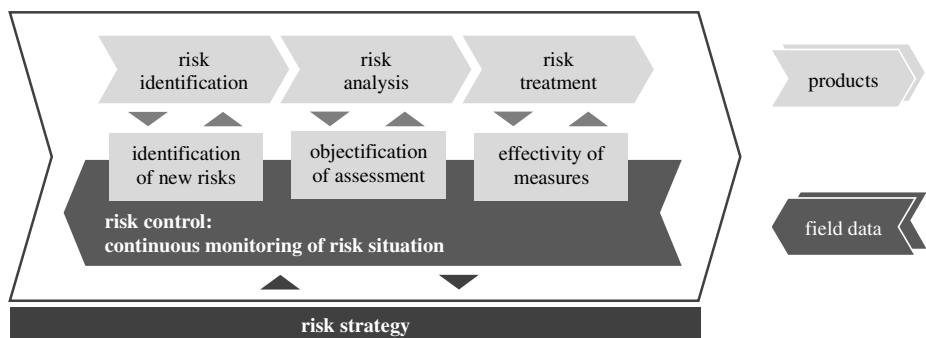 risk
identification
risk
analysis
risk
treatment
products
identification
of new risks
objectification
of assessment
effectivity of
measures
risk control:
continuous monitoring of risk situation
field data
risk strategy